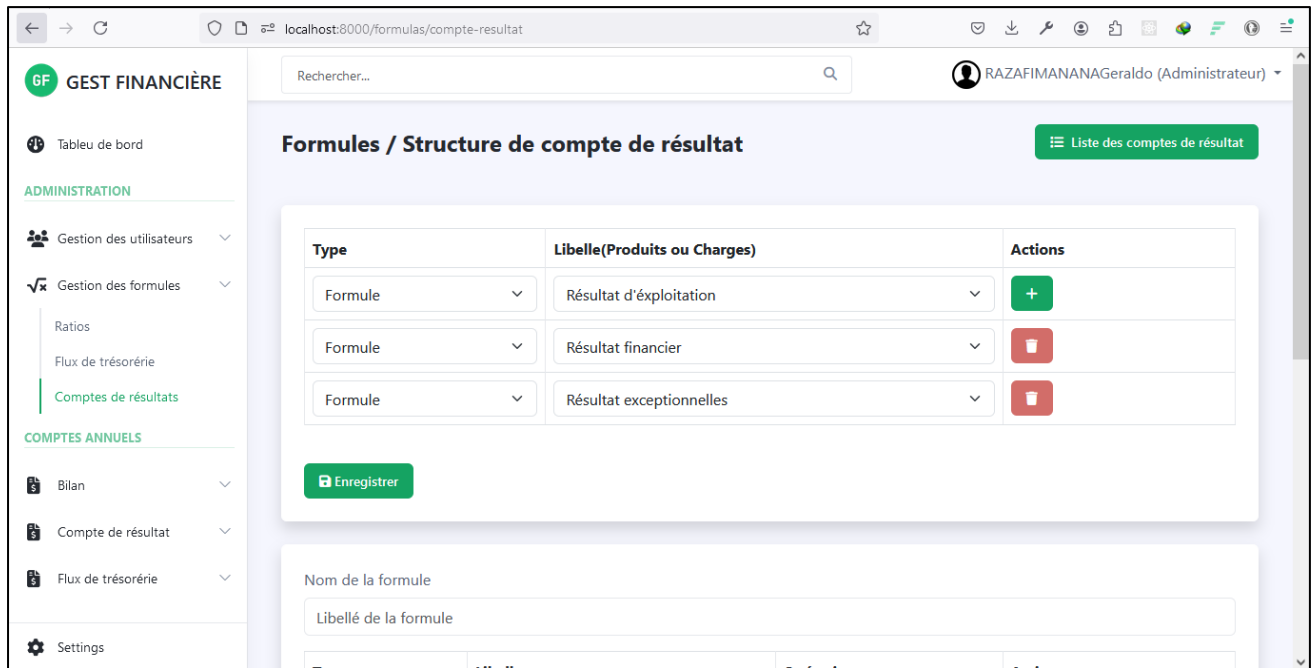 localhost:8000/formulas/compte-resultat
GF GEST FINANCIÈRE
Rechercher...
RAZAFIMANANAGeraldo (Administrateur)
Tableu de bord
ADMINISTRATION
Gestion des utilisateurs
Gestion des formules
Ratios
Flux de trésorérie
Comptes de résultats
COMPTES ANNUELS
Bilan
Compte de résultat
Flux de trésorérie
Settings
Formules / Structure de compte de résultat
Liste des comptes de résultat
Type Libelle(Produits ou Charges) Actions
Formule Résultat d'éxploitation
Formule Résultat financier
Formule Résultat exceptionnelles
Enregistrer
Nom de la formule
Libellé de la formule